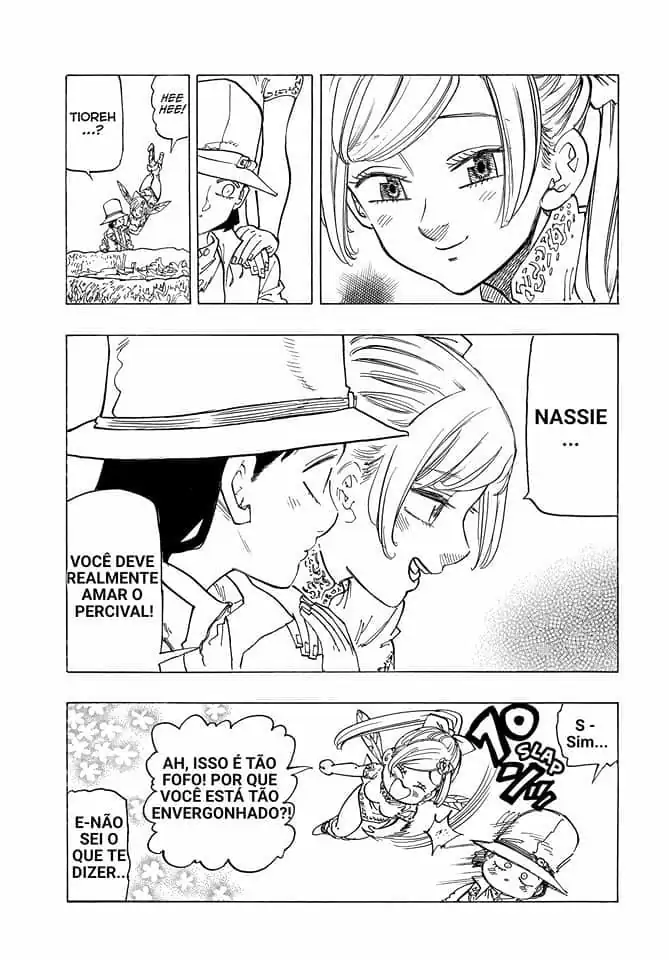 HEE
HEE!
TIOREH
...?
NASSIE
...
VOCÊ DEVE
REALMENTE
AMAR O
PERCIVAL!
S -
Sim...
SLAP
AH, ISSO É TÃO
FOFO! POR QUE
VOCÊ ESTÁ TÃO
ENVERGONHADO?!
E-NÃO
SEI O
QUE TE
DIZER...